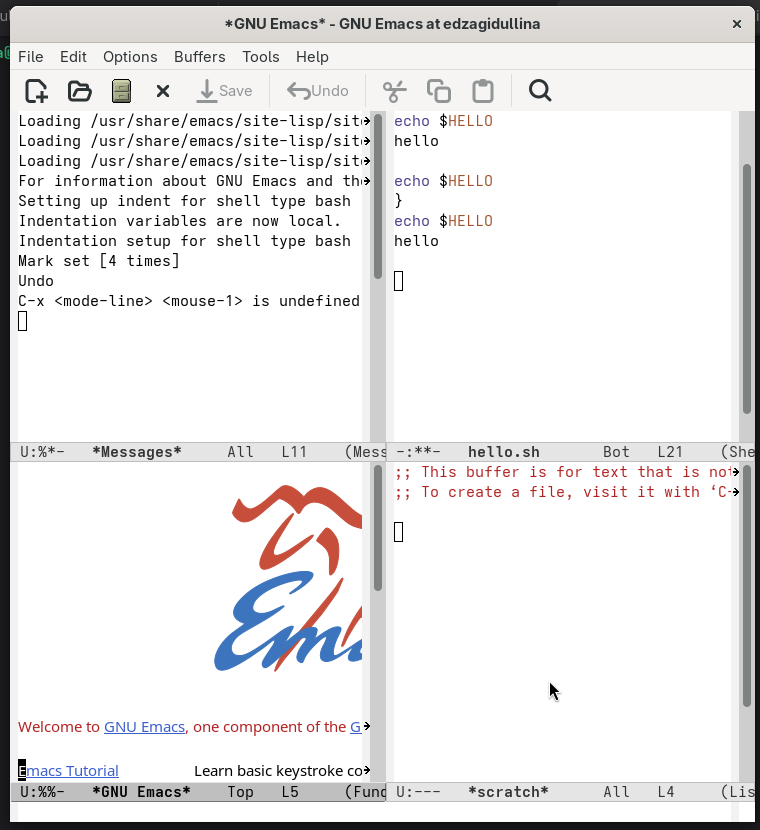 *GNU Emacs* - GNU Emacs at edzagidullina
File Edit Options Buffers Tools Help
Save Undo
Loading /usr/share/emacs/site-lisp/site
Loading /usr/share/emacs/site-lisp/site
Loading /usr/share/emacs/site-lisp/site
For information about GNU Emacs and the
Setting up indent for shell type bash
Indentation variables are now local.
Indentation setup for shell type bash
Mark set [4 times]
Undo
C-x <mode-line> <mouse-1> is undefined
U:%*- *Messages* All L11 (Mess
echo $HELLO
hello
echo $HELLO
}
echo $HELLO
hello
-:**- hello.sh Bot L21 (She
Ema
Welcome to GNU Emacs, one component of the G
Emacs Tutorial Learn basic keystroke co
U:%%- *GNU Emacs* Top L5 (Fund
;; This buffer is for text that is not
;; To create a file, visit it with ‘C-
U:--- *scratch* All L4 (Lis